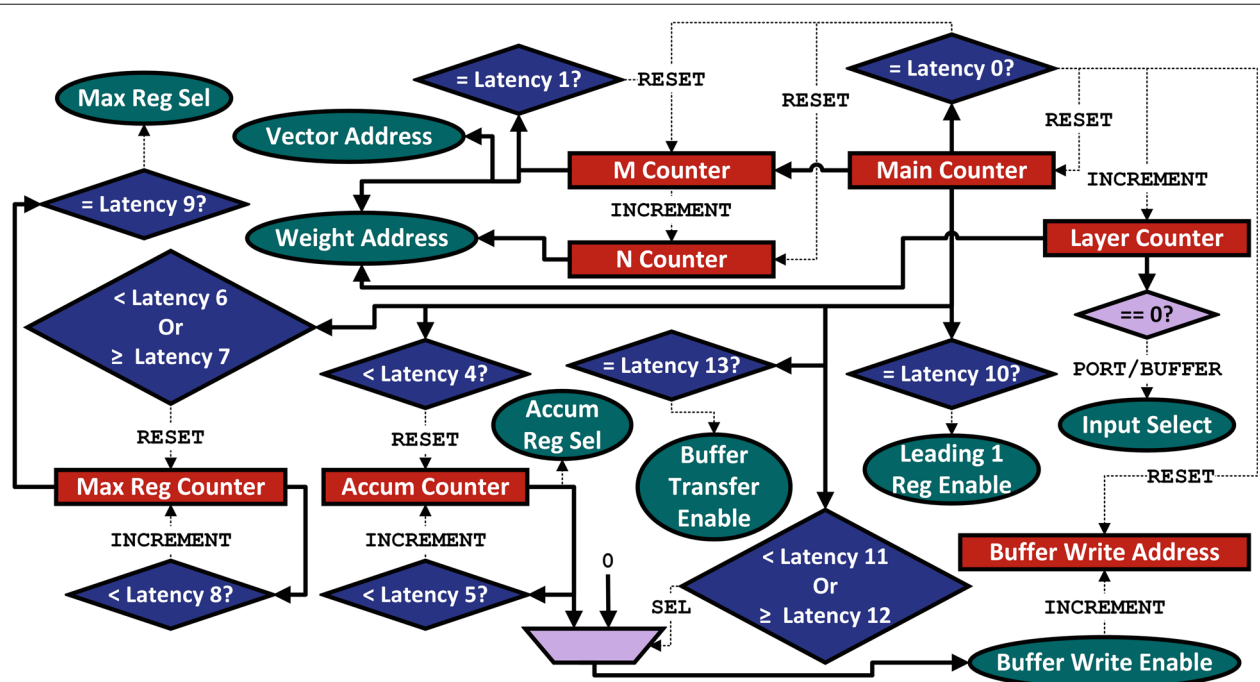 = Latency 1?
= Latency 0?
RESET
Max Reg Sel
RESET
RESET
Vector Address
M Counter
Main Counter
INCREMENT
= Latency 9?
INCREMENT
Weight Address
Layer Counter
N Counter
< Latency 6
Or
≥ Latency 7
== 0?
< Latency 4?
= Latency 13?
= Latency 10?
PORT/BUFFER
Accum
Reg Sel
Input Select
RESET
RESET
Buffer
Transfer
Enable
Leading 1
Reg Enable
RESET
Max Reg Counter
Accum Counter
INCREMENT
INCREMENT
Buffer Write Address
0
< Latency 11
Or
≥ Latency 12
< Latency 8?
< Latency 5?
SEL
INCREMENT
Buffer Write Enable